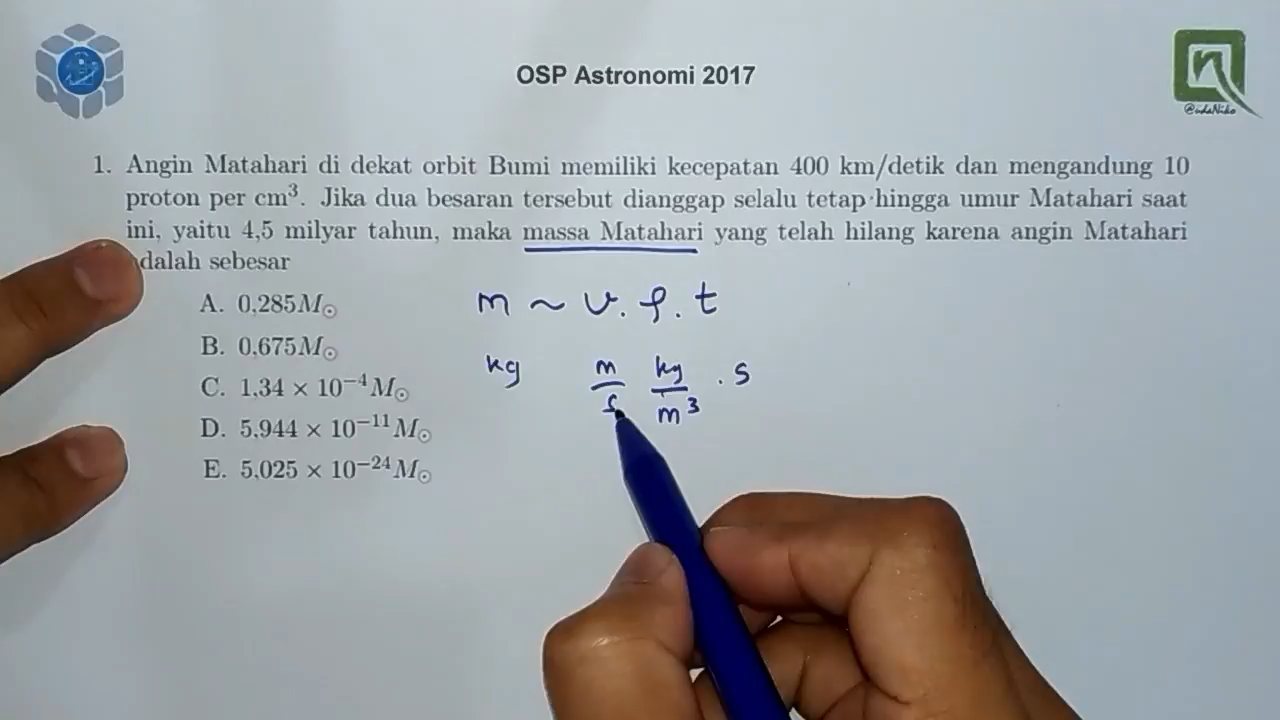 OSP Astronomi 2017
@udaNiko
1. Angin Matahari di dekat orbit Bumi memiliki kecepatan 400 km/detik dan mengandung 10
proton per cm³. Jika dua besaran tersebut dianggap selalu tetap hingga umur Matahari saat
ini, yaitu 4,5 milyar tahun, maka massa Matahari yang telah hilang karena angin Matahari
dalah sebesar
A. 0,285M☉
B. 0,675M☉
C. 1,34 × 10⁻⁴M☉
D. 5,944 × 10⁻¹¹M☉
E. 5,025 × 10⁻²⁴M☉
m ~ v . ρ . t
kg m/s kg/m³ . s